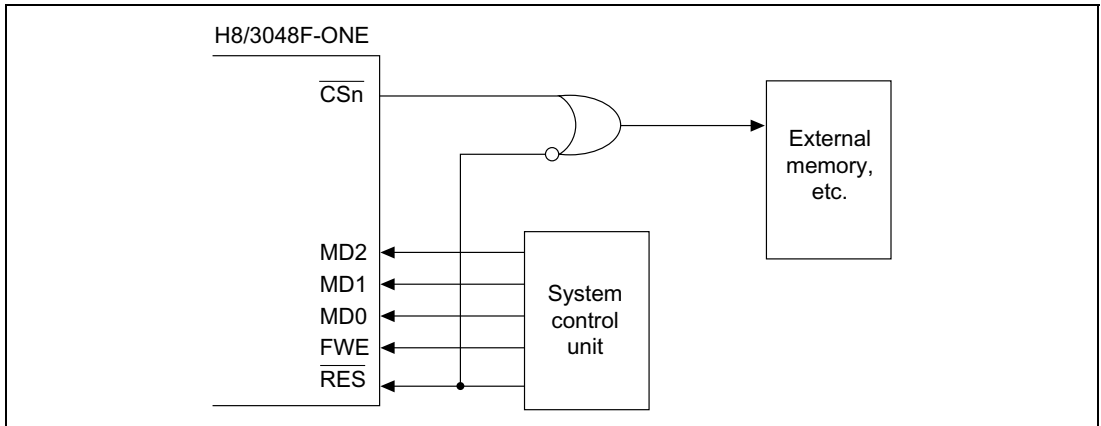 H8/3048F-ONE
CSn
External
memory,
etc.
MD2
MD1
MD0
FWE
RES
System
control
unit